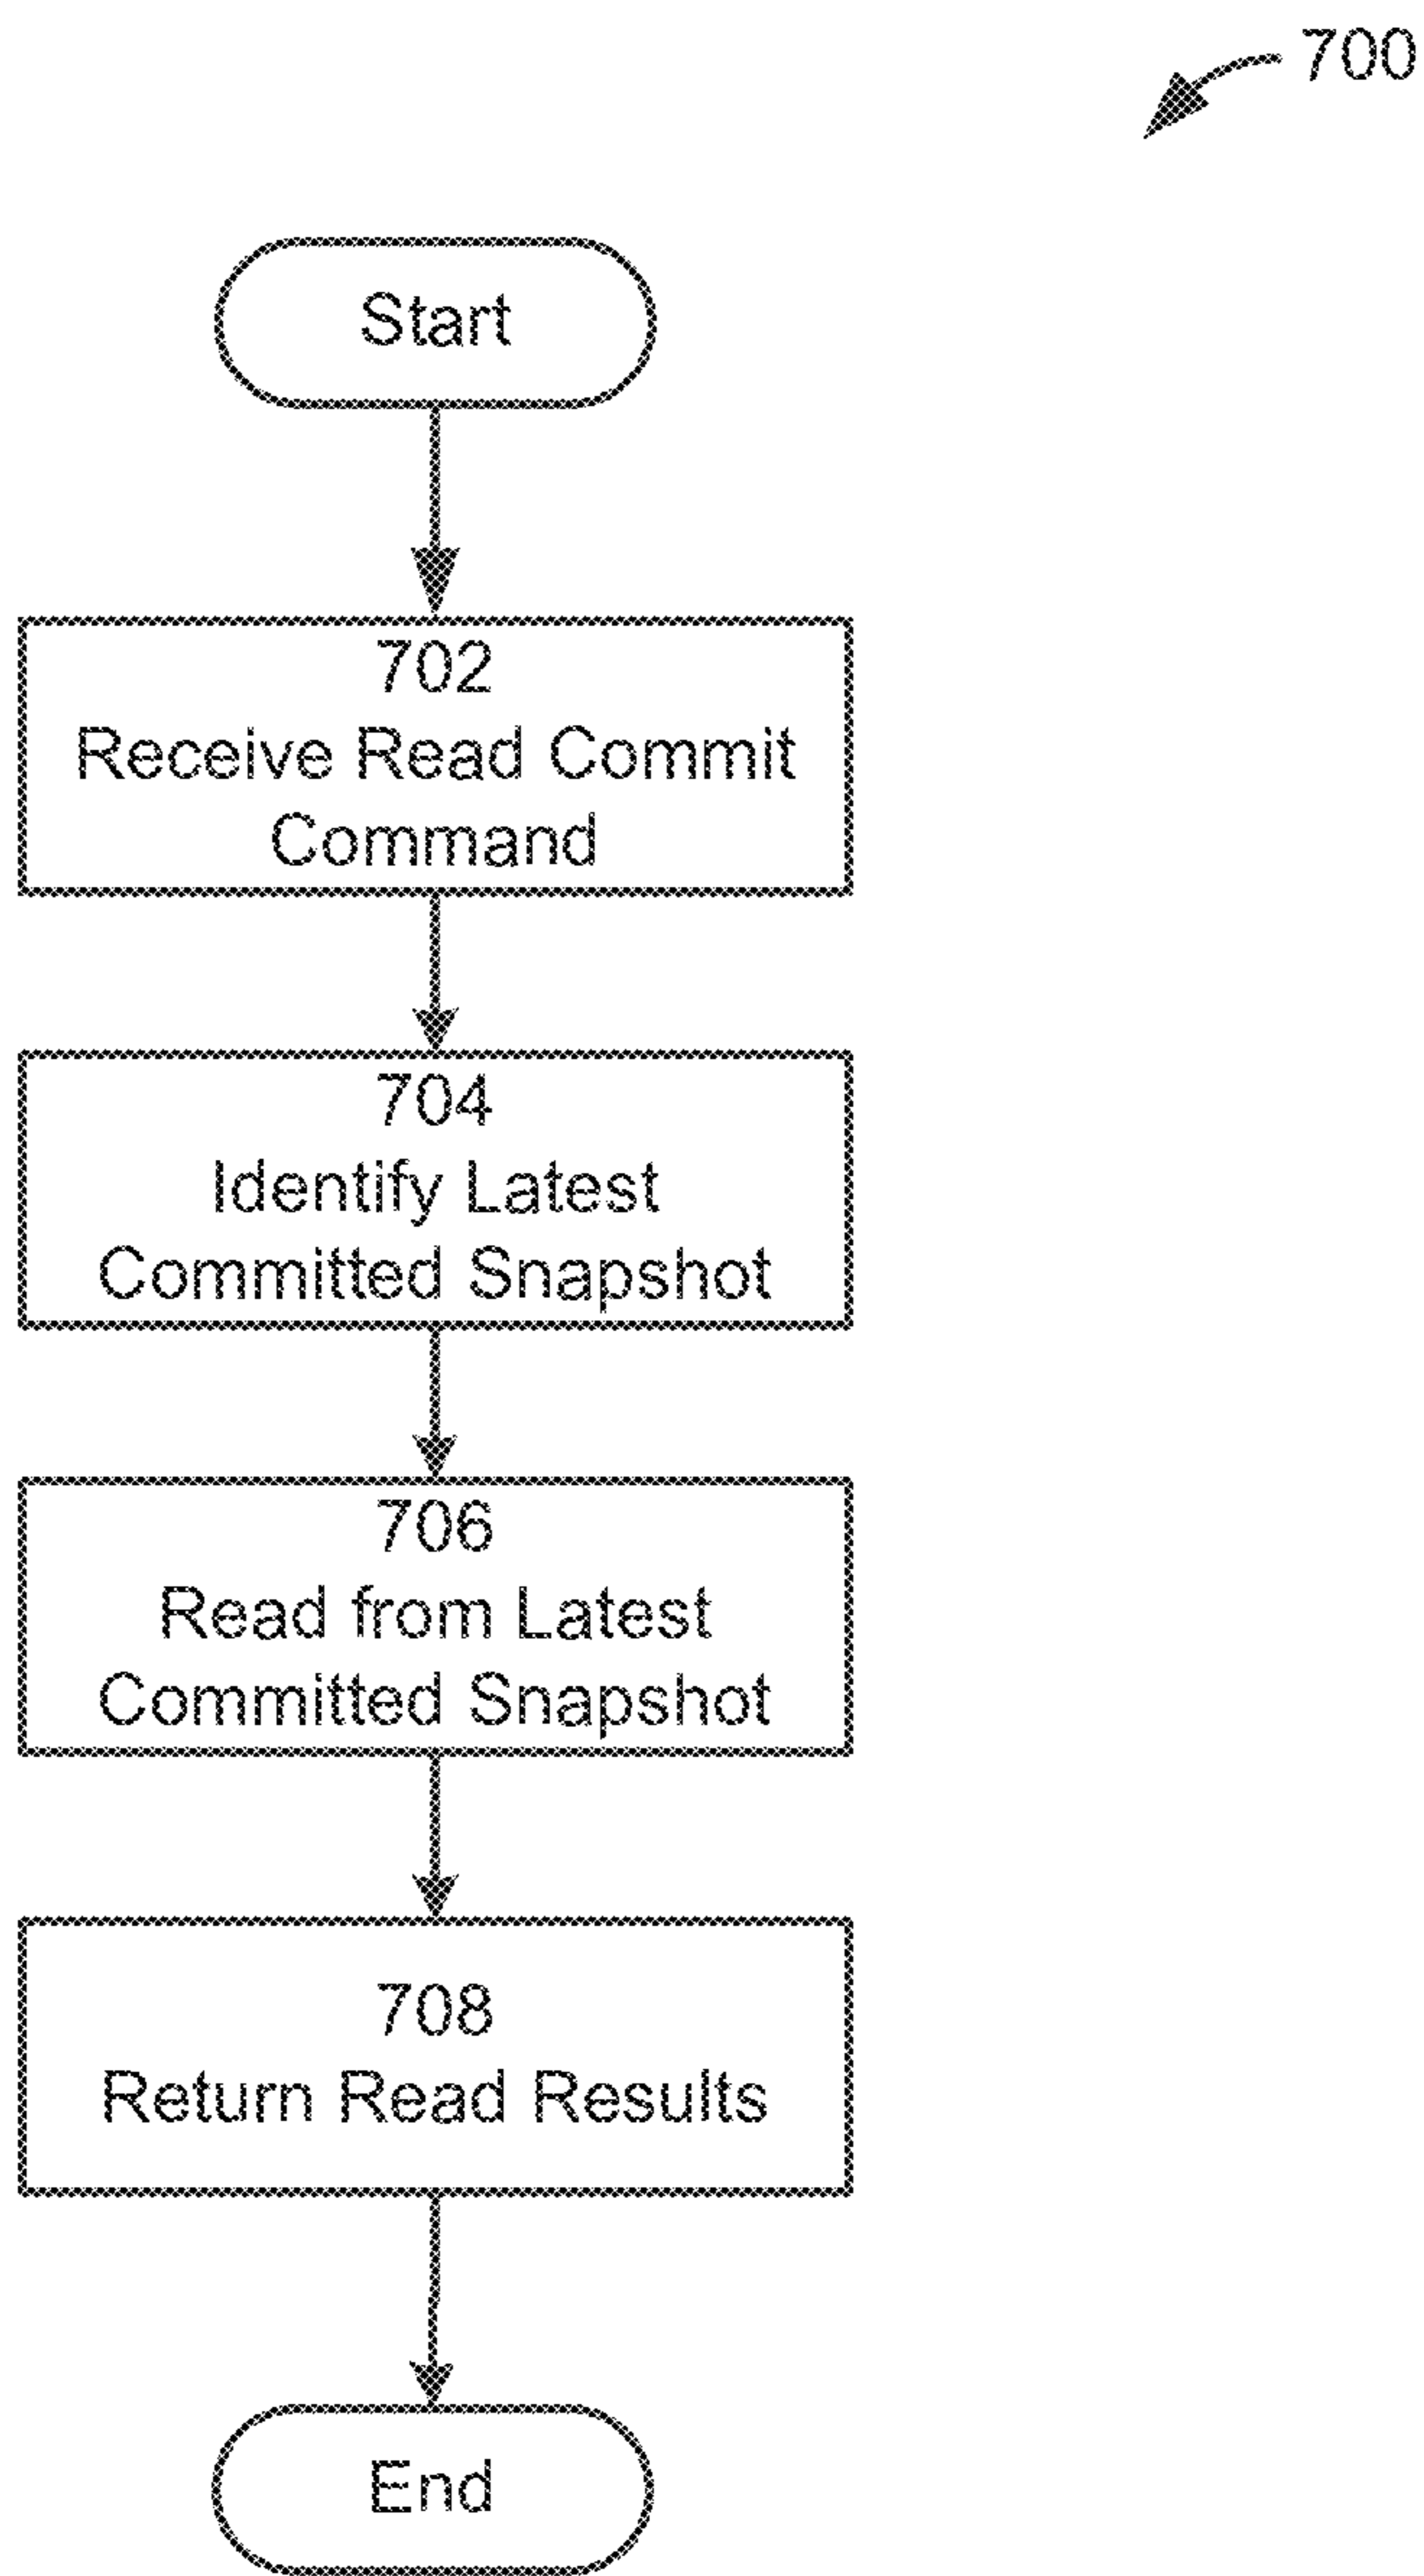 700
Start
702
Receive Read Commit
Command
704
Identify Latest
Committed Snapshot
706
Read from Latest
Committed Snapshot
708
Return Read Results
End